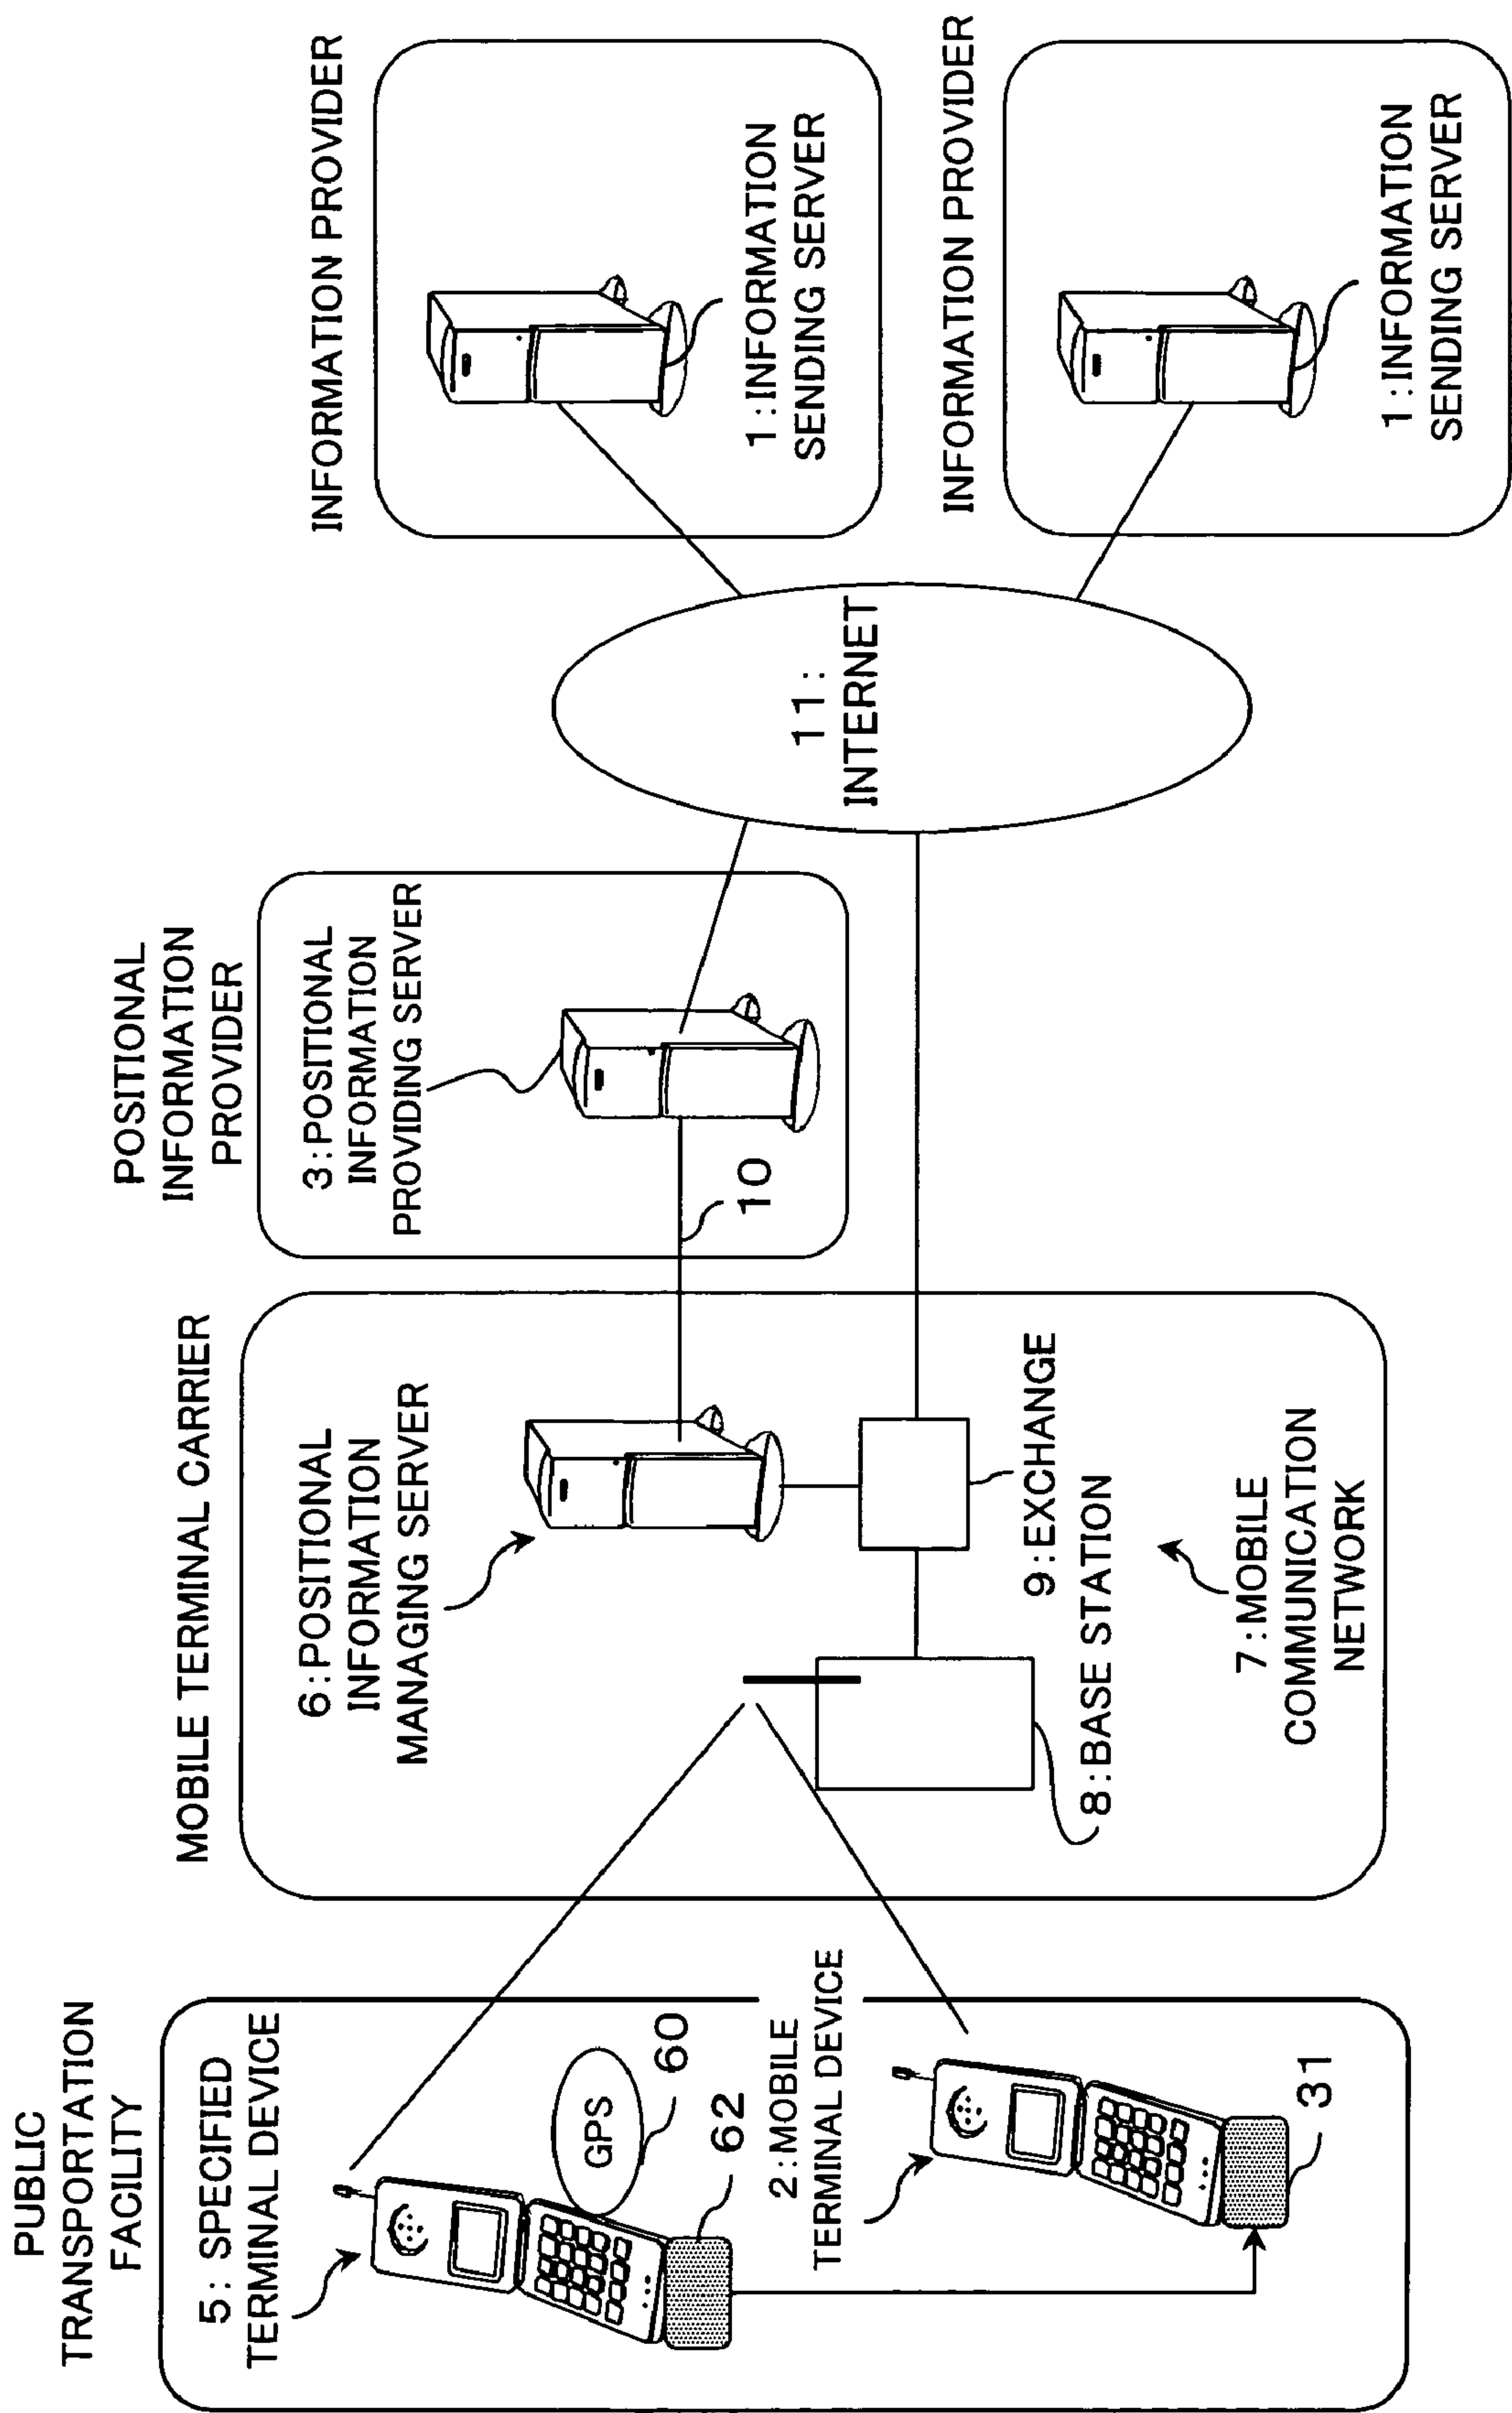 PUBLIC
TRANSPORTATION
FACILITY
5: SPECIFIED
TERMINAL DEVICE
GPS
60
62
2:MOBILE
TERMINAL DEVICE
31
MOBILE TERMINAL CARRIER
6:POSITIONAL
INFORMATION
MANAGING SERVER
9:EXCHANGE
8:BASE STATION
7:MOBILE
COMMUNICATION
NETWORK
POSITIONAL
INFORMATION
PROVIDER
3:POSITIONAL
INFORMATION
PROVIDING SERVER
10
11:
INTERNET
INFORMATION PROVIDER
1:INFORMATION
SENDING SERVER
INFORMATION PROVIDER
1:INFORMATION
SENDING SERVER